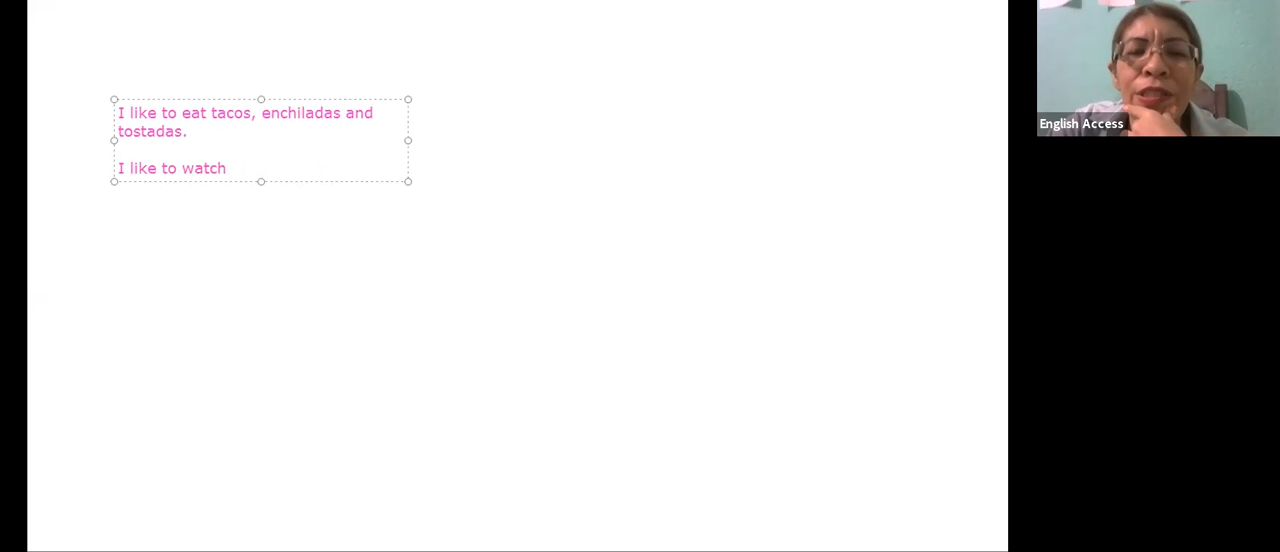 I like to eat tacos, enchiladas and
tostadas.
I like to watch
English Access